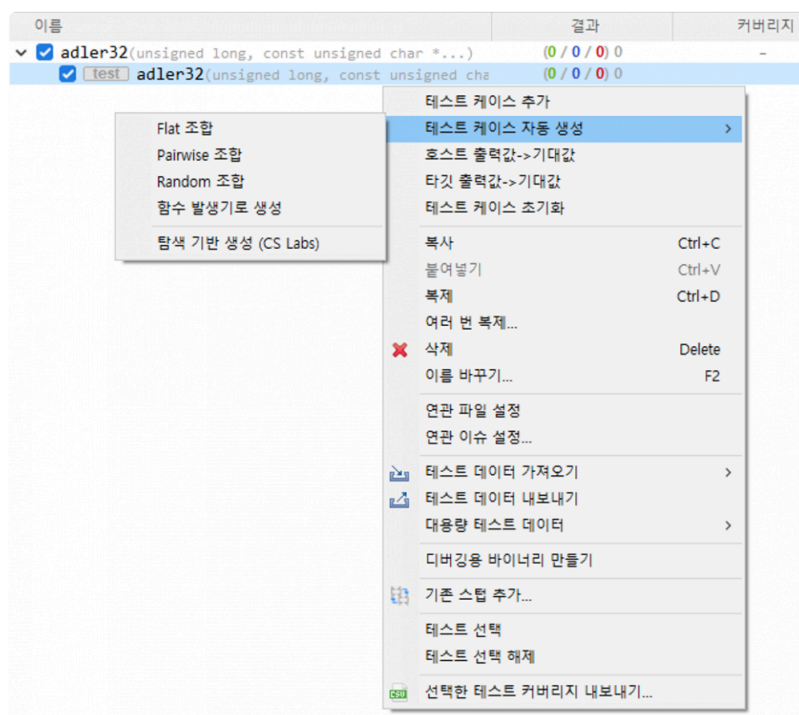 이름 결과 커버리지
adler32(unsigned long, const unsigned char *...) (0 / 0 / 0) 0 –
test adler32(unsigned long, const unsigned cha (0 / 0 / 0) 0
테스트 케이스 추가
테스트 케이스 자동 생성 >
호스트 출력값->기대값
타깃 출력값->기대값
테스트 케이스 초기화
복사 Ctrl+C
붙여넣기 Ctrl+V
복제 Ctrl+D
여러 번 복제...
삭제 Delete
이름 바꾸기... F2
연관 파일 설정
연관 이슈 설정...
테스트 데이터 가져오기 >
테스트 데이터 내보내기
대용량 테스트 데이터 >
디버깅용 바이너리 만들기
기존 스텁 추가...
테스트 선택
테스트 선택 해제
CSV 선택한 테스트 커버리지 내보내기...
Flat 조합
Pairwise 조합
Random 조합
함수 발생기로 생성
탐색 기반 생성 (CS Labs)